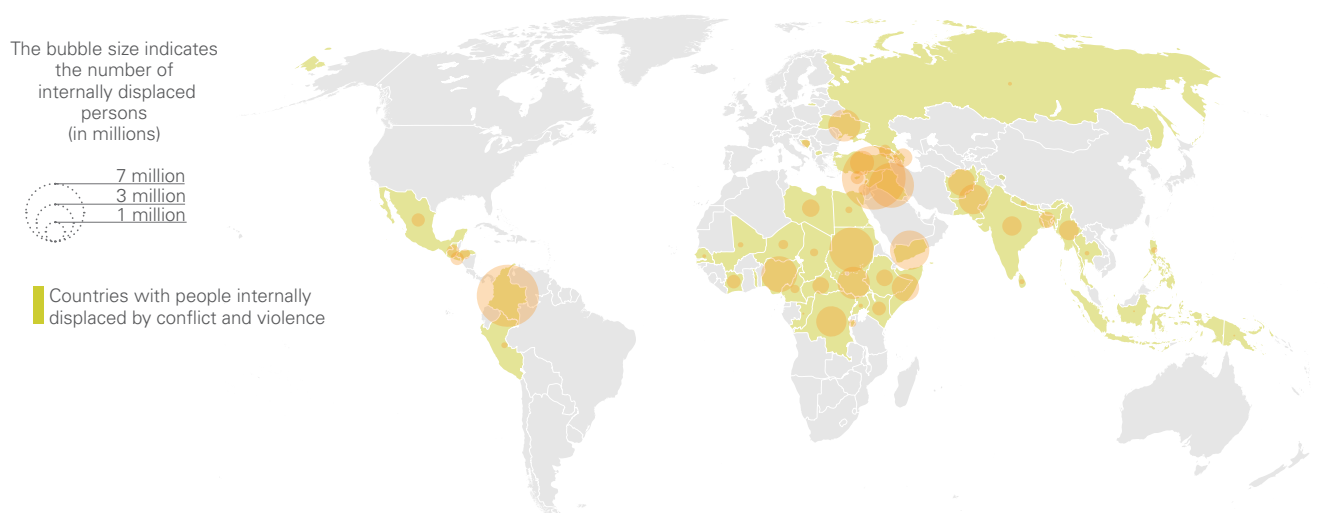 The bubble size indicates
the number of
internally displaced
persons
(in millions)
7 million
3 million
1 million
Countries with people internally
displaced by conflict and violence